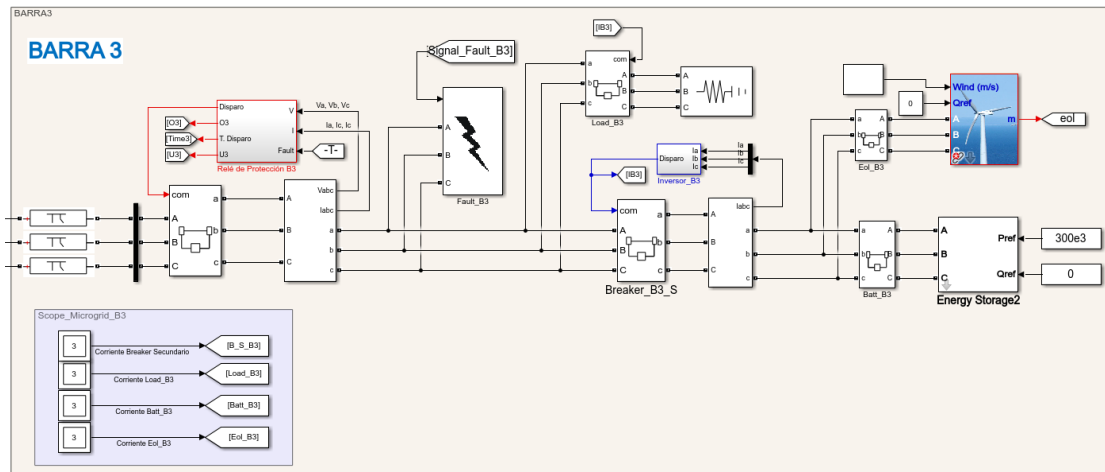 BARRA3
BARRA 3
Disparo
O3
T. Disparo
U3
V
I
Fault
Relé de Protección B3
[O3]
[Time3]
[U3]
Va, Vb, Vc
Ia, Ic, Ic
-T-
com
A
B
C
a
b
c
A
B
C
Vabc
Iabc
a
b
c
Signal_Fault_B3]
A
B
C
Fault_B3
[IB3]
com
a
b
c
A
B
C
Load_B3
A
B
C
Disparo
Ia
Ib
Ic
Inversor_B3
Ia
Ib
Ic
[IB3]
com
A
B
C
a
b
c
Breaker_B3_S
A
B
C
Iabc
a
b
c
0
Wind (m/s)
Qref
A
B
C
m
eol
a
b
c
A
B
C
Eol_B3
a
b
c
A
B
C
Batt_B3
A
B
C
Pref
Qref
Energy Storage2
300e3
0
Scope_Microgrid_B3
3
Corriente Breaker Secundario
[B_S_B3]
3
Corriente Load_B3
[Load_B3]
3
Corriente Batt_B3
[Batt_B3]
3
Corriente Eol_B3
[Eol_B3]